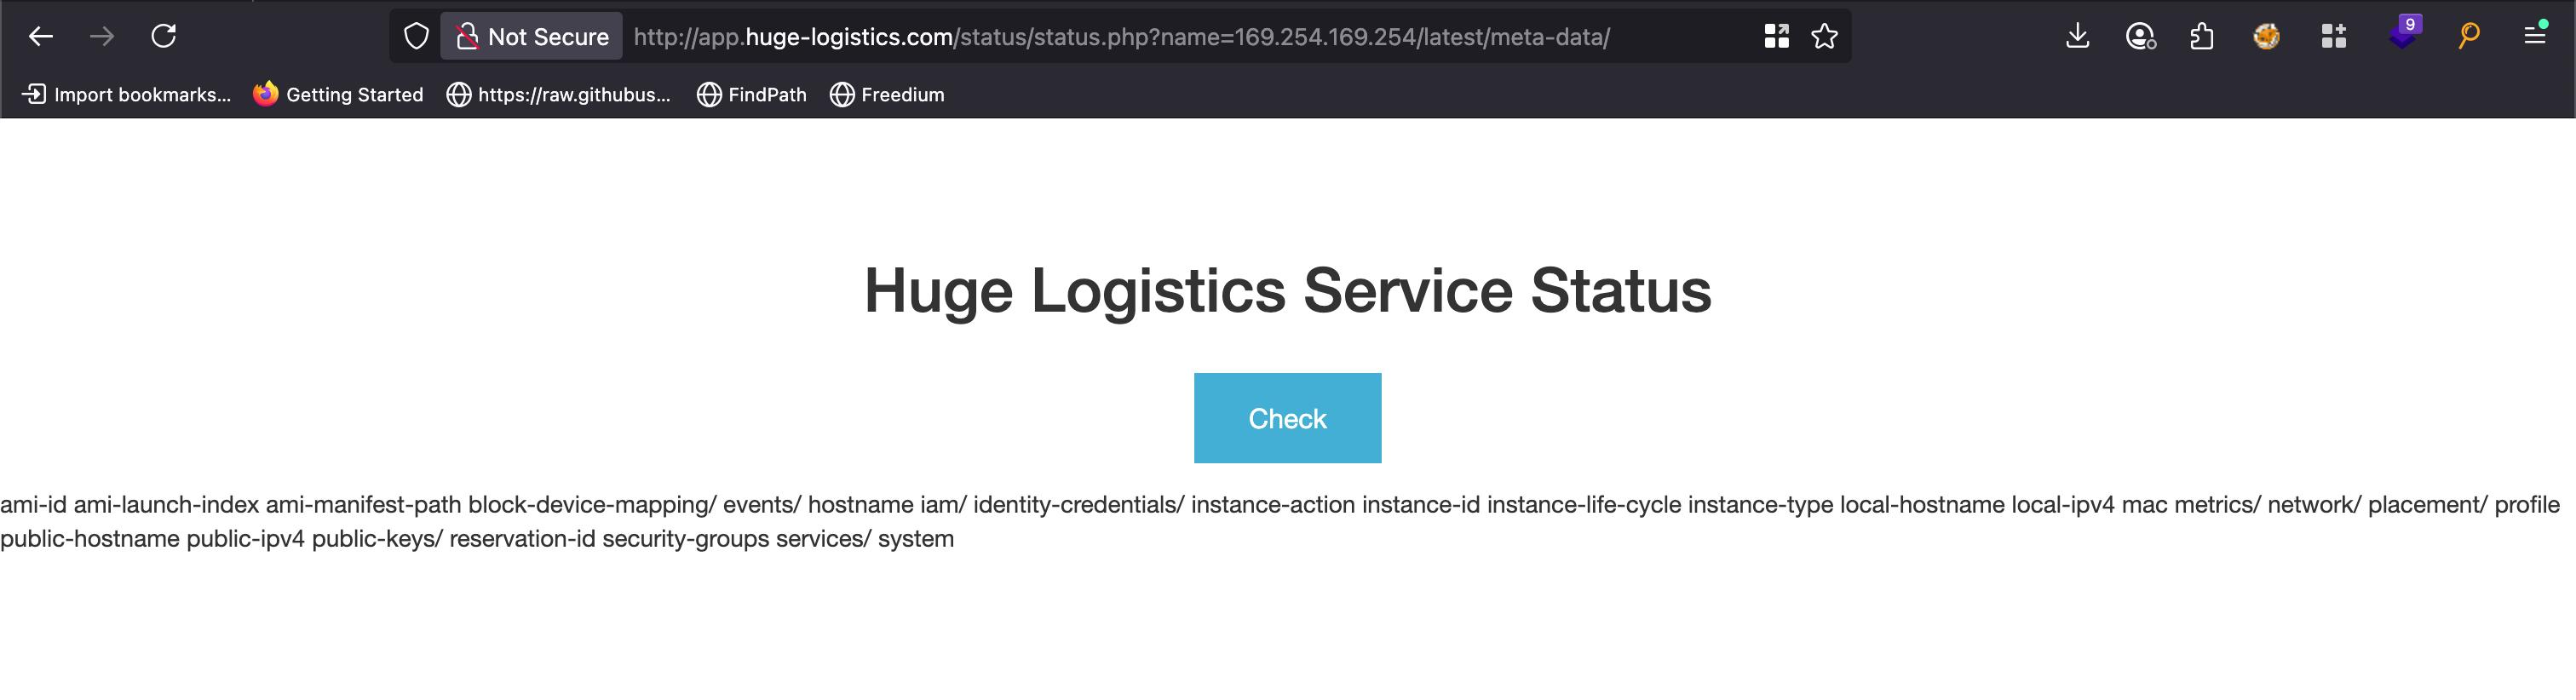 Not Secure http://app.huge-logistics.com/status/status.php?name=169.254.169.254/latest/meta-data/ 9
Import bookmarks... Getting Started https://raw.githubus... FindPath Freedium
Huge Logistics Service Status
Check
ami-id ami-launch-index ami-manifest-path block-device-mapping/ events/ hostname iam/ identity-credentials/ instance-action instance-id instance-life-cycle instance-type local-hostname local-ipv4 mac metrics/ network/ placement/ profile
public-hostname public-ipv4 public-keys/ reservation-id security-groups services/ system